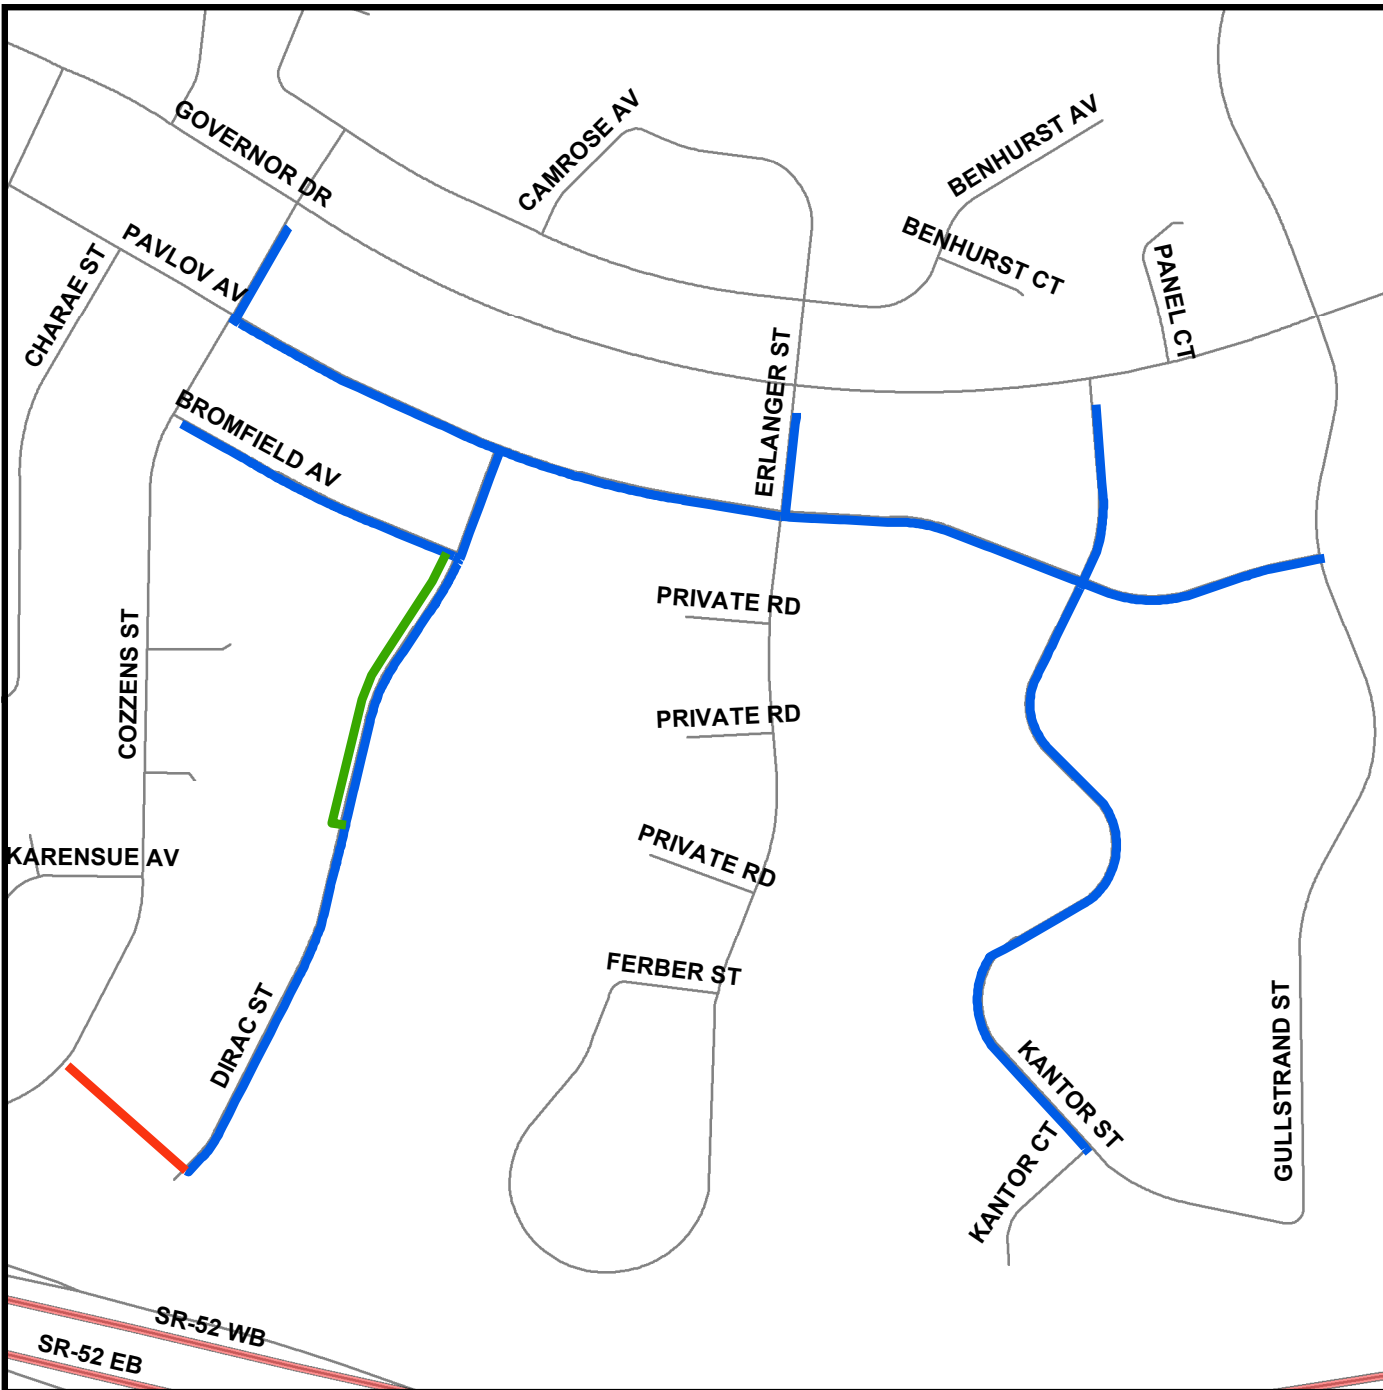 CAMROSE AV
BENHURST AV
GOVERNOR DR
BENHURST CT
PAVLOV AV
CHARAE ST
PANEL CT
ERLANGER ST
BROMFIELD AV
PRIVATE RD
COZZENS ST
PRIVATE RD
PRIVATE RD
KARENSUE AV
FERBER ST
DIRAC ST
GULLSTRAND ST
KANTOR ST
KANTOR CT
SR-52 WB
SR-52 EB